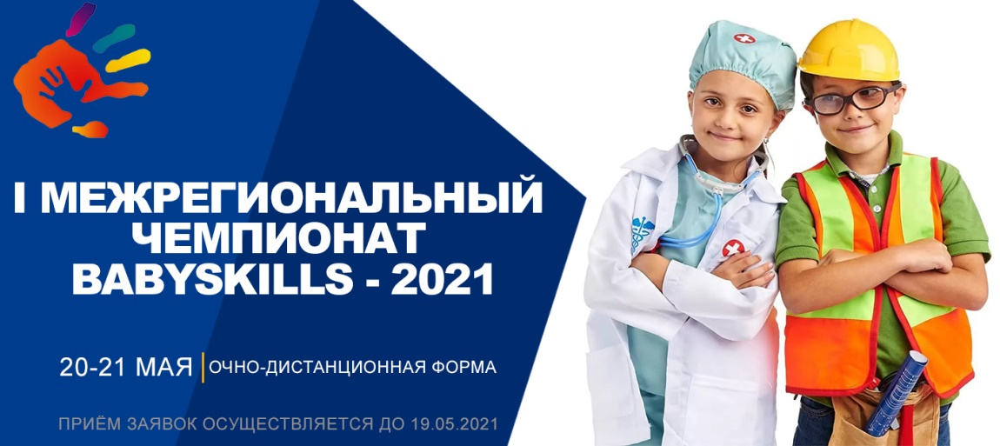 I МЕЖРЕГИОНАЛЬНЫЙ
ЧЕМПИОНАТ
BABYSKILLS - 2021
20-21 МАЯ | ОЧНО-ДИСТАНЦИОННАЯ ФОРМА
ПРИЁМ ЗАЯВОК ОСУЩЕСТВЛЯЕТСЯ ДО 19.05.2021